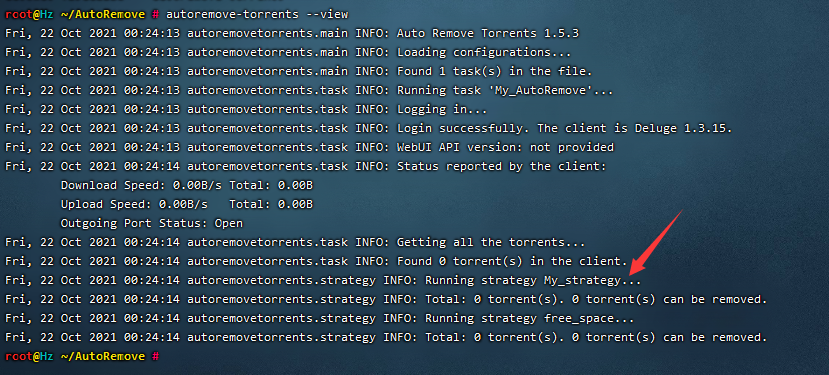 root@Hz ~/AutoRemove # autoremove-torrents --view
Fri, 22 Oct 2021 00:24:13 autoremovetorrents.main INFO: Auto Remove Torrents 1.5.3
Fri, 22 Oct 2021 00:24:13 autoremovetorrents.main INFO: Loading configurations...
Fri, 22 Oct 2021 00:24:13 autoremovetorrents.main INFO: Found 1 task(s) in the file.
Fri, 22 Oct 2021 00:24:13 autoremovetorrents.task INFO: Running task 'My_AutoRemove'...
Fri, 22 Oct 2021 00:24:13 autoremovetorrents.task INFO: Logging in...
Fri, 22 Oct 2021 00:24:13 autoremovetorrents.task INFO: Login successfully. The client is Deluge 1.3.15.
Fri, 22 Oct 2021 00:24:13 autoremovetorrents.task INFO: WebUI API version: not provided
Fri, 22 Oct 2021 00:24:14 autoremovetorrents.task INFO: Status reported by the client:
Download Speed: 0.00B/s Total: 0.00B
Upload Speed: 0.00B/s   Total: 0.00B
Outgoing Port Status: Open
Fri, 22 Oct 2021 00:24:14 autoremovetorrents.task INFO: Getting all the torrents...
Fri, 22 Oct 2021 00:24:14 autoremovetorrents.task INFO: Found 0 torrent(s) in the client.
Fri, 22 Oct 2021 00:24:14 autoremovetorrents.strategy INFO: Running strategy My_strategy...
Fri, 22 Oct 2021 00:24:14 autoremovetorrents.strategy INFO: Total: 0 torrent(s). 0 torrent(s) can be removed.
Fri, 22 Oct 2021 00:24:14 autoremovetorrents.strategy INFO: Running strategy free_space...
Fri, 22 Oct 2021 00:24:14 autoremovetorrents.strategy INFO: Total: 0 torrent(s). 0 torrent(s) can be removed.
root@Hz ~/AutoRemove #